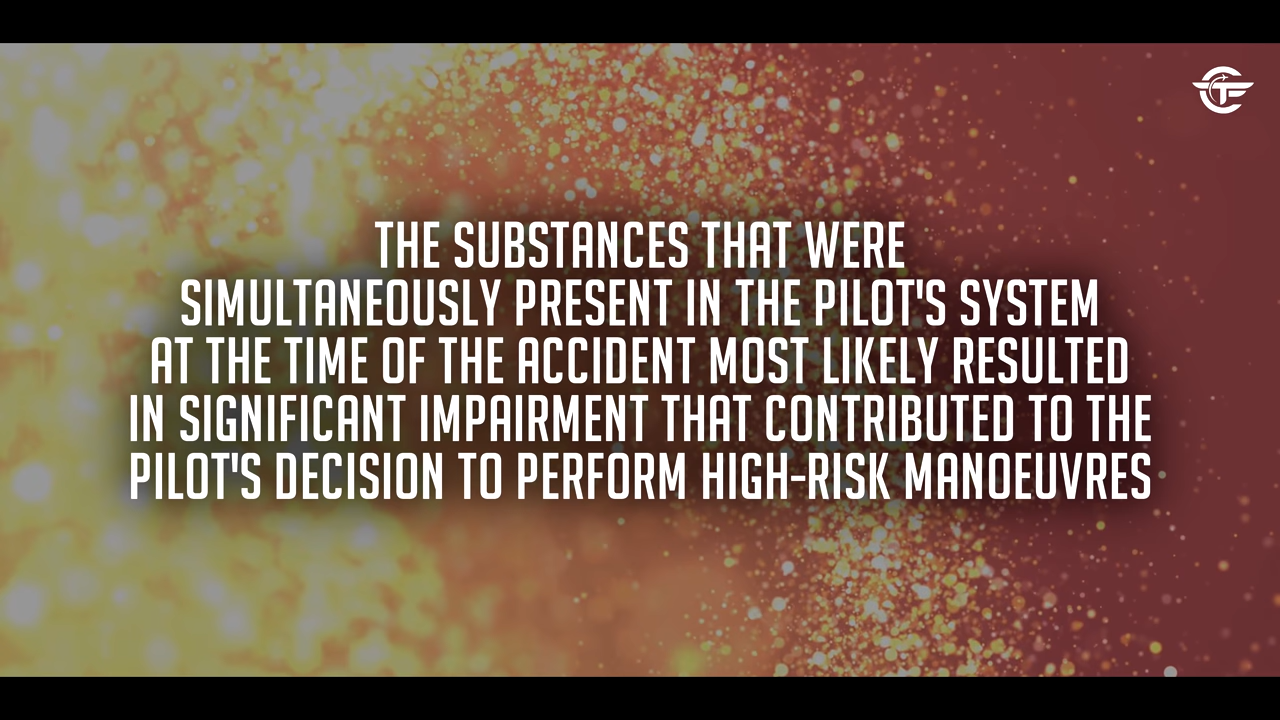 THE SUBSTANCES THAT WERE
SIMULTANEOUSLY PRESENT IN THE PILOT'S SYSTEM
AT THE TIME OF THE ACCIDENT MOST LIKELY RESULTED
IN SIGNIFICANT IMPAIRMENT THAT CONTRIBUTED TO THE
PILOT'S DECISION TO PERFORM HIGH-RISK MANOEUVRES